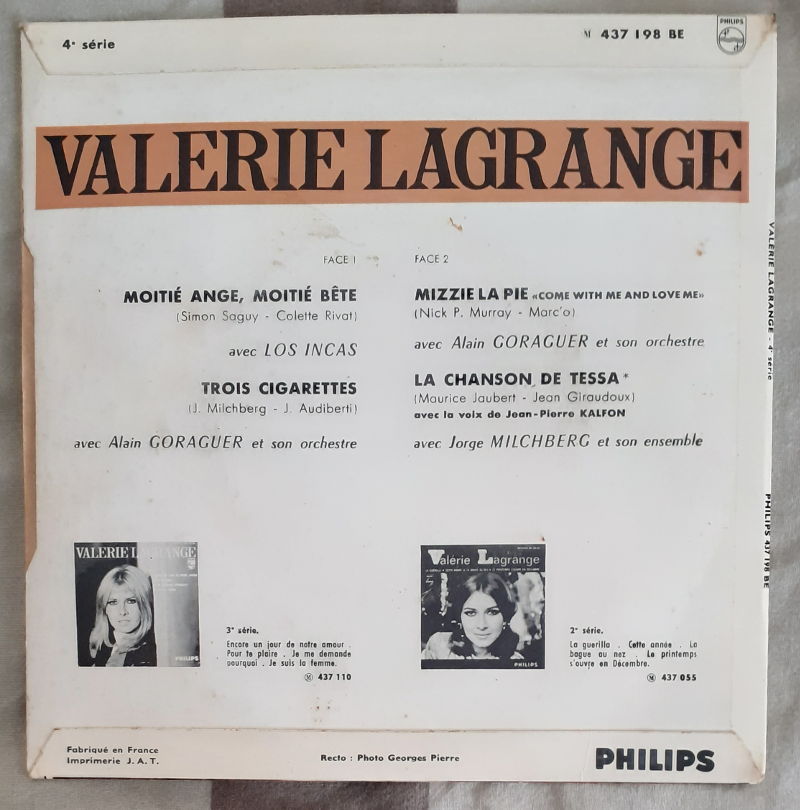 4e série
M 437 198 BE
PHILIPS
VALERIE LAGRANGE
FACE 1
MOITIÉ ANGE, MOITIÉ BÊTE
(Simon Saguy - Colette Rivat)
avec LOS INCAS
TROIS CIGARETTES
(J. Milchberg - J. Audiberti)
avec Alain GORAGUER et son orchestre
FACE 2
MIZZIE LA PIE «COME WITH ME AND LOVE ME»
(Nick P. Murray - Marc'o)
avec Alain GORAGUER et son orchestre
LA CHANSON DE TESSA*
(Maurice Jaubert - Jean Giraudoux)
avec la voix de Jean-Pierre KALFON
avec Jorge MILCHBERG et son ensemble
VALERIE LAGRANGE - 4e série
PHILIPS 437 198 BE
VALERIE LAGRANGE
PHILIPS
3e série.
Encore un jour de notre amour .
Pour te plaire . Je me demande
pourquoi . Je suis la femme.
M 437 110
Valérie Lagrange
PHILIPS
2e série.
La guerilla . Cette année . La
bague au nez . Le printemps
s'ouvre en Décembre.
M 437 055
Fabriqué en France
Imprimerie J. A. T.
Recto : Photo Georges Pierre
PHILIPS